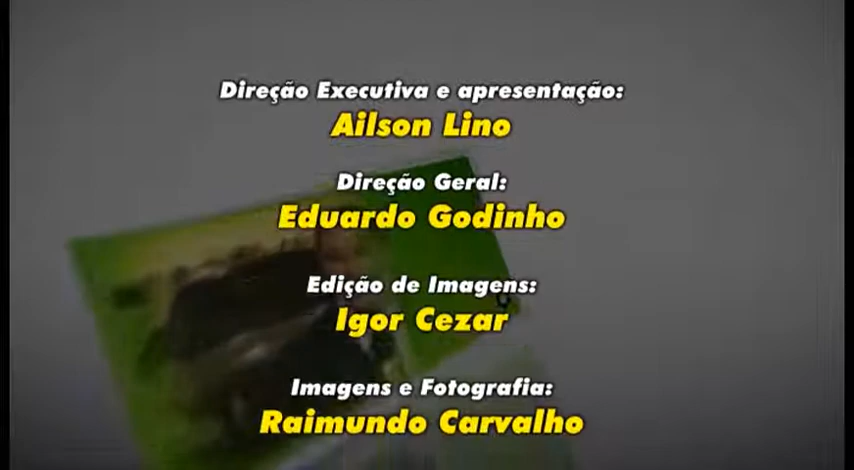 Direção Executiva e apresentação:
Ailson Lino
Direção Geral:
Eduardo Godinho
Edição de Imagens:
Igor Cezar
Imagens e Fotografia:
Raimundo Carvalho